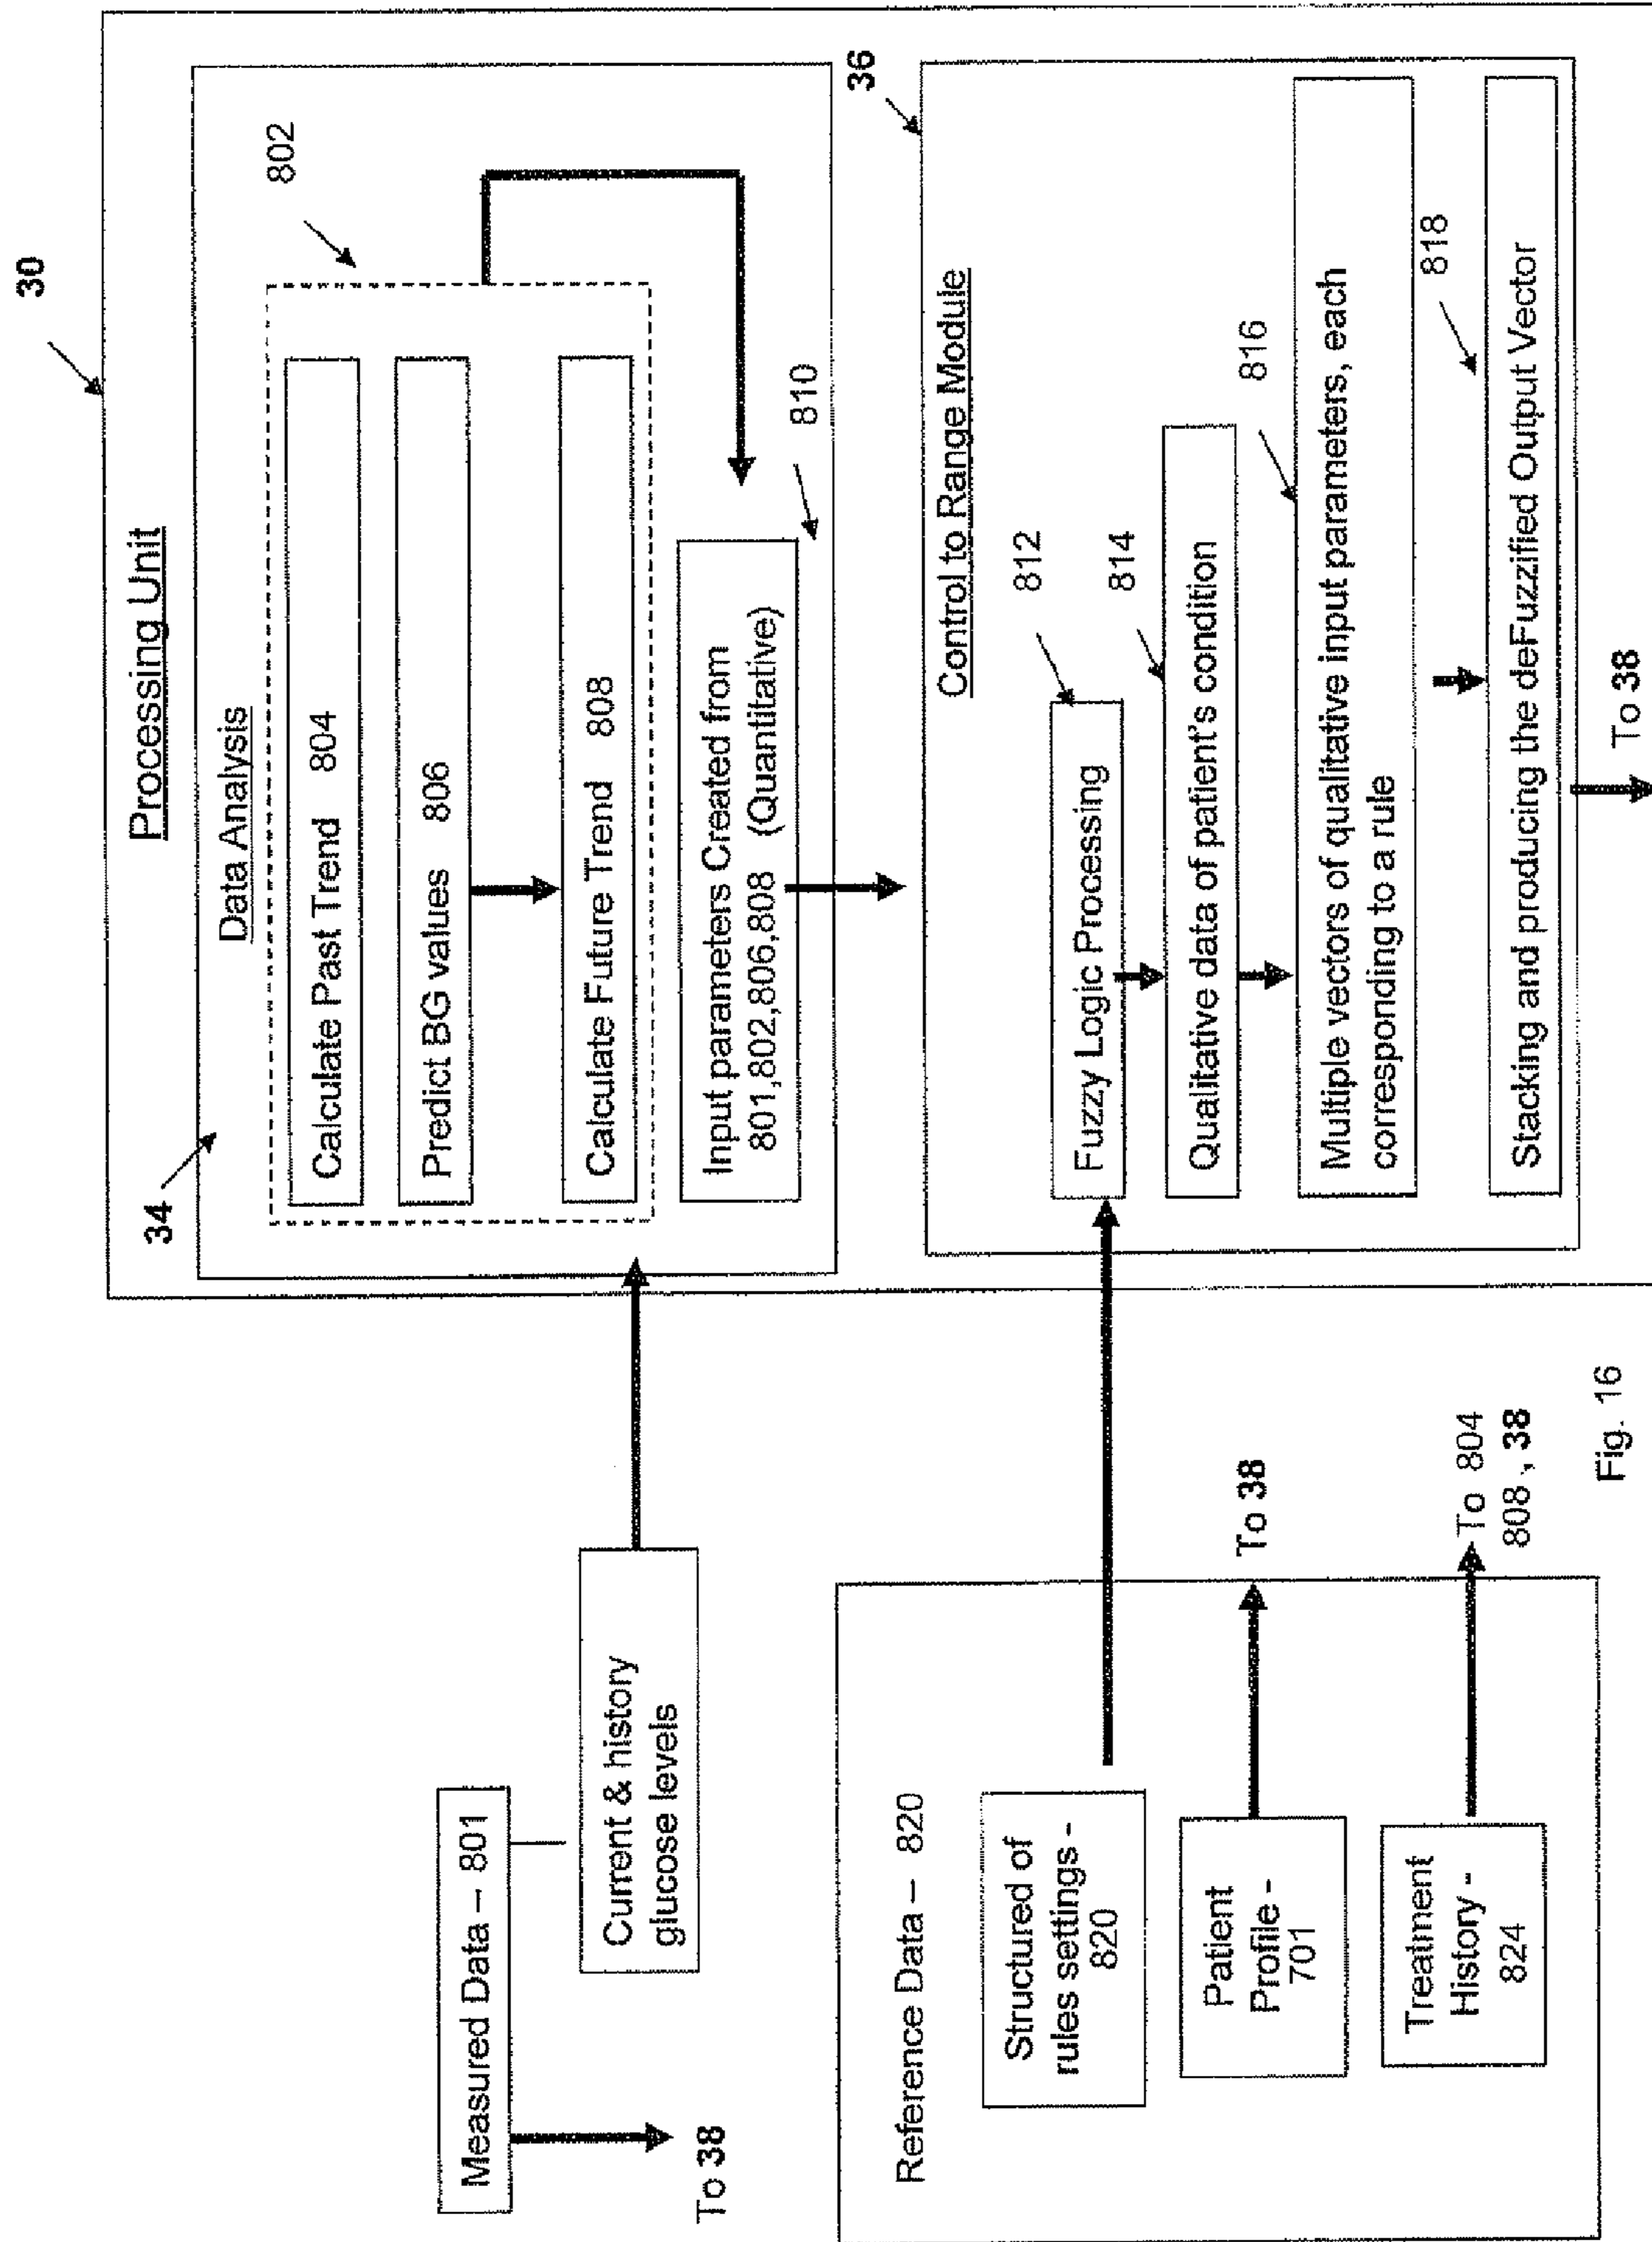 30
Processing Unit
34
Data Analysis
802
Calculate Past Trend 804
Predict BG values 806
Calculate Future Trend 808
Input parameters Created from
801,802,806,808 (Quantitative)
810
Measured Data – 801
To 38
Current & history
glucose levels
36
Control to Range Module
812
Fuzzy Logic Processing
814
Qualitative data of patient's condition
816
Multiple vectors of qualitative input parameters, each
corresponding to a rule
818
Stacking and producing the deFuzzified Output Vector
To 38
Reference Data – 820
Structured of
rules settings -
820
Patient
Profile -
701
To 38
Treatment
History -
824
To 804
808 , 38
Fig. 16